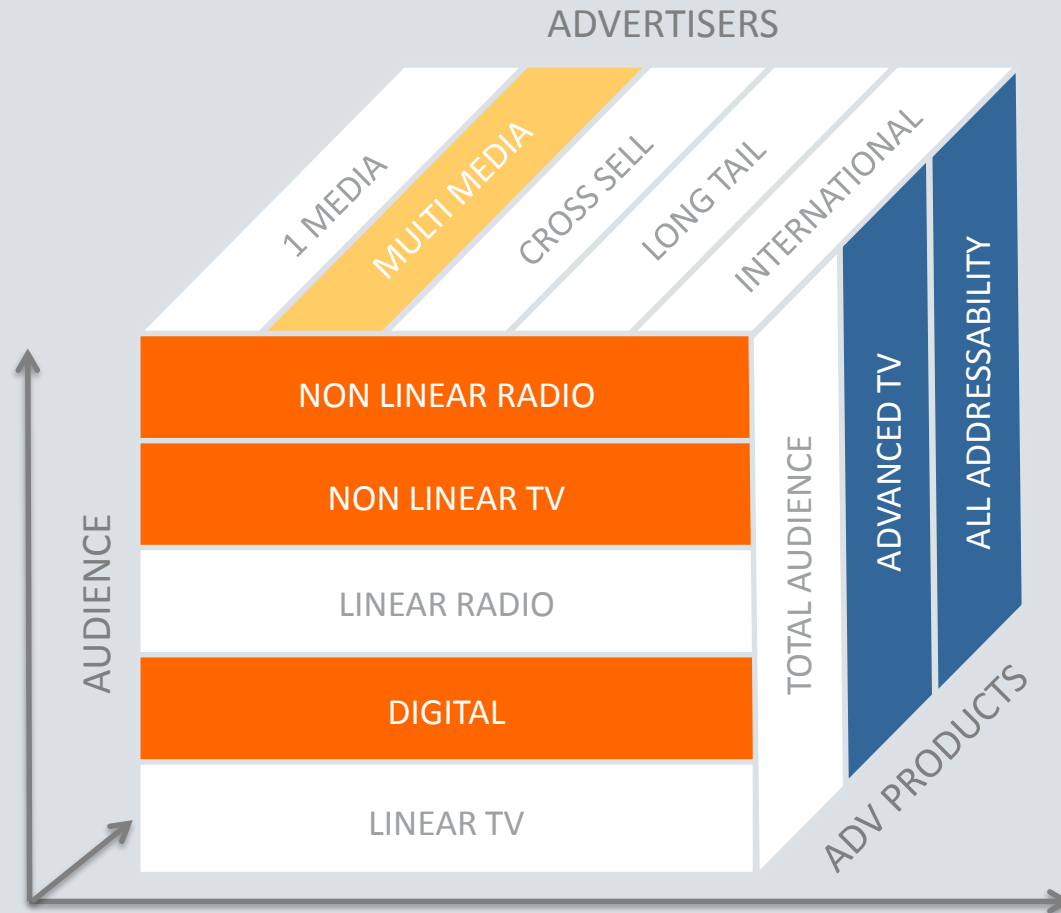 ADVERTISERS
1 MEDIA
MULTI MEDIA
CROSS SELL
LONG TAIL
INTERNATIONAL
AUDIENCE
NON LINEAR RADIO
NON LINEAR TV
LINEAR RADIO
DIGITAL
LINEAR TV
TOTAL AUDIENCE
ADVANCED TV
ALL ADDRESSABILITY
ADV PRODUCTS